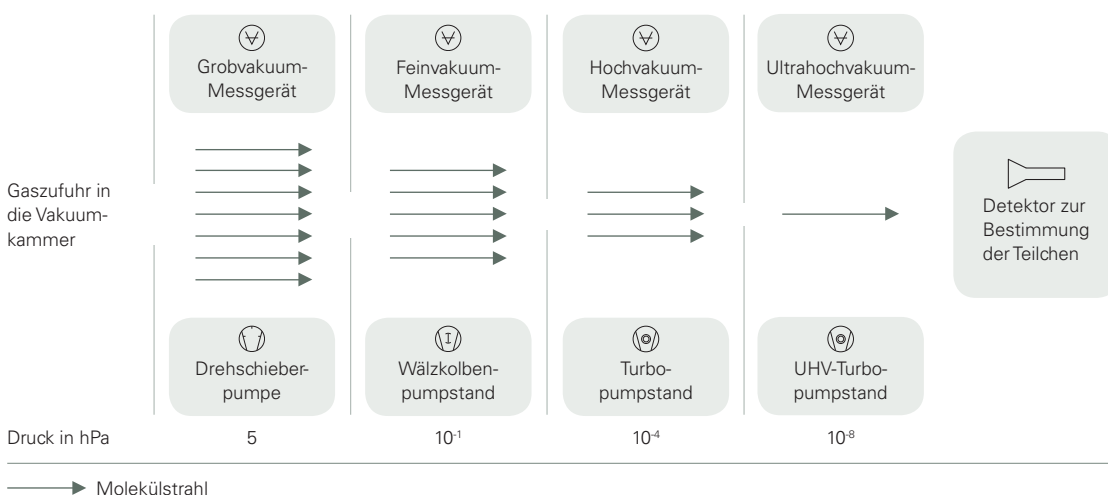 Grobvakuum-
Messgerät
Feinvakuum-
Messgerät
Hochvakuum-
Messgerät
Ultrahochvakuum-
Messgerät
Gaszufuhr in
die Vakuum-
kammer
Detektor zur
Bestimmung
der Teilchen
Drehschieber-
pumpe
Wälzkolben-
pumpstand
Turbo-
pumpstand
UHV-Turbo-
pumpstand
Druck in hPa 5 10⁻¹ 10⁻⁴ 10⁻⁸
Molekülstrahl